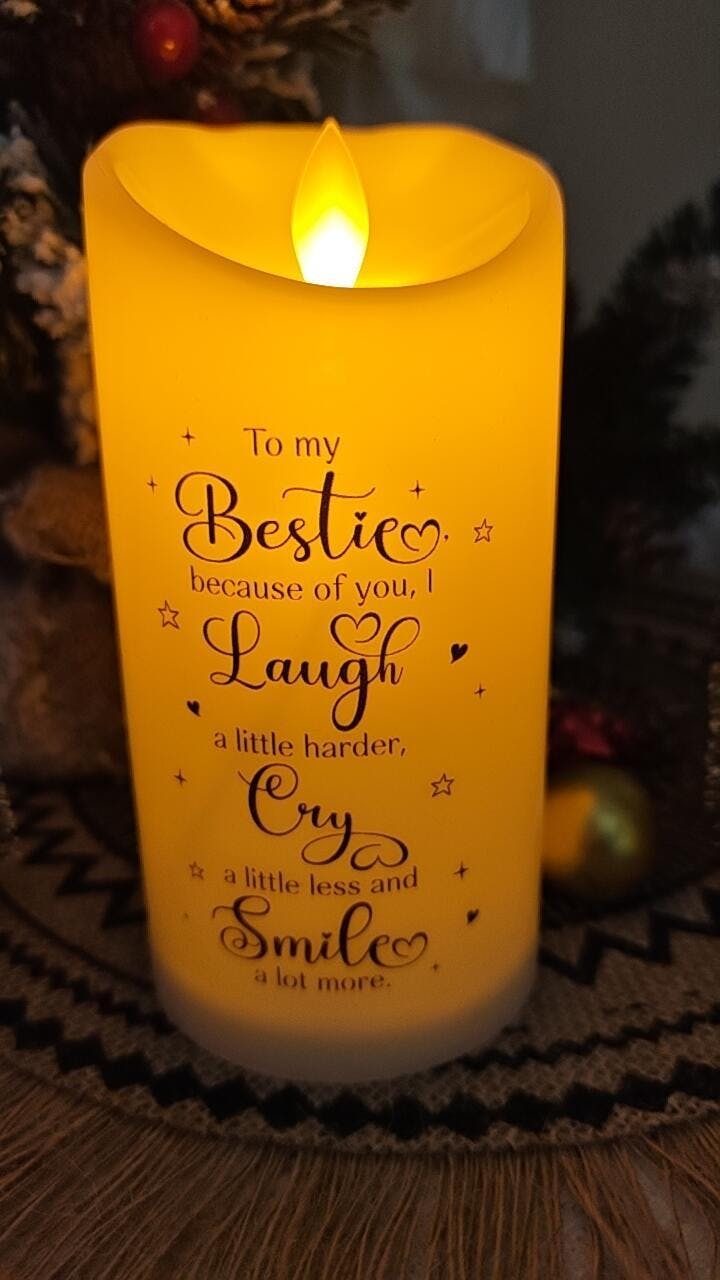 To my
Bestie
because of you, I
Laugh
a little harder,
Cry
a little less and
Smile
a lot more.